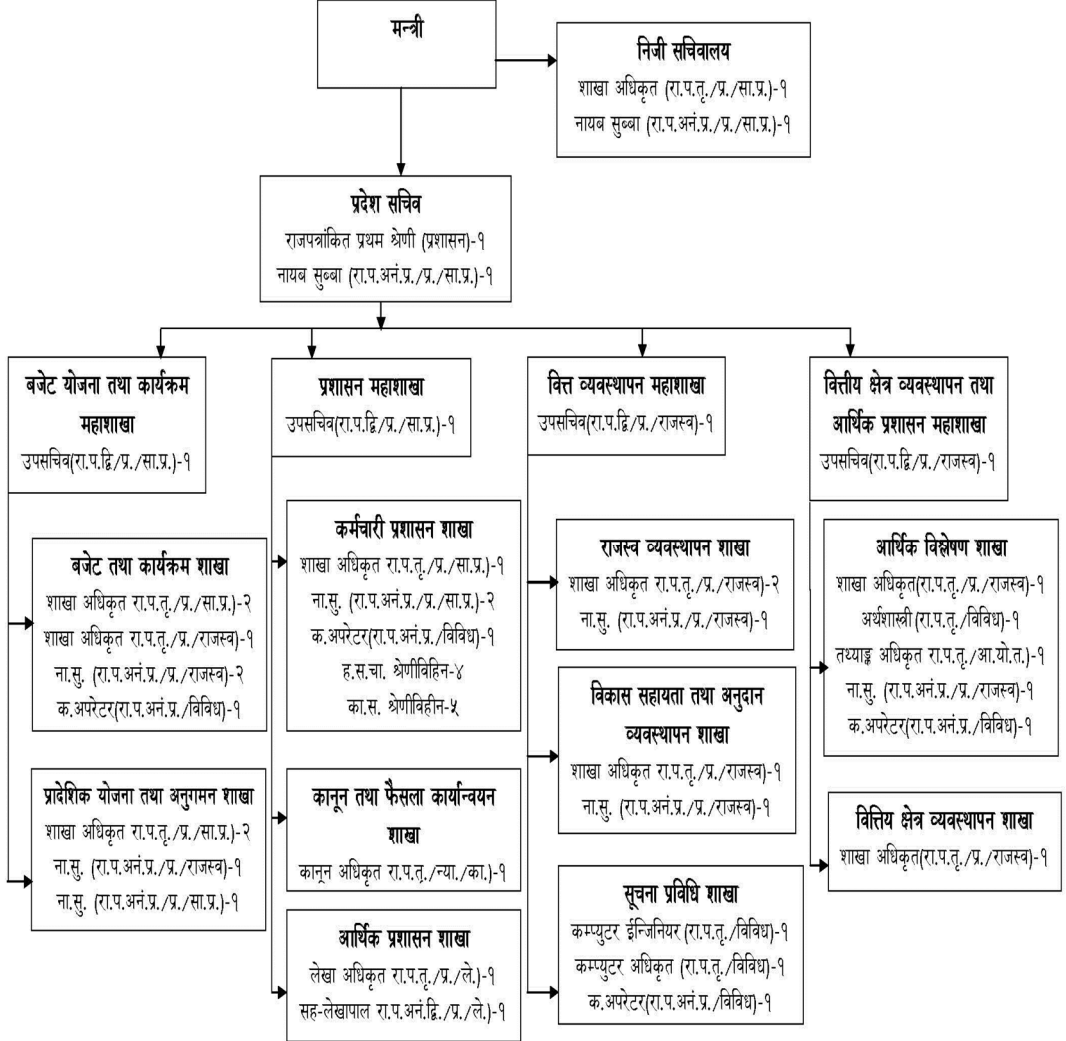 मन्त्री
निजी सचिवालय
शाखा अधिकृत (रा.प.तृ./प्र./सा.प्र.)-१
नायब सुब्बा (रा.प.अनं.प्र./प्र./सा.प्र.)-१
प्रदेश सचिव
राजपत्रांकित प्रथम श्रेणी (प्रशासन)-१
नायब सुब्बा (रा.प.अनं.प्र./प्र./सा.प्र.)-१
बजेट योजना तथा कार्यक्रम
महाशाखा
उपसचिव(रा.प.द्वि/प्र./सा.प्र.)-१
बजेट तथा कार्यक्रम शाखा
शाखा अधिकृत रा.प.तृ./प्र./सा.प्र.)-२
शाखा अधिकृत रा.प.तृ./प्र./राजस्व)-१
ना.सु. (रा.प.अनं.प्र./प्र./राजस्व)-२
क.अपरेटर(रा.प.अनं.प्र./विविध)-१
प्रादेशिक योजना तथा अनुगमन शाखा
शाखा अधिकृत रा.प.तृ./प्र./सा.प्र.)-२
ना.सु. (रा.प.अनं.प्र./प्र./राजस्व)-१
ना.सु. (रा.प.अनं.प्र./प्र./सा.प्र.)-१
प्रशासन महाशाखा
उपसचिव(रा.प.द्वि/प्र./सा.प्र.)-१
कर्मचारी प्रशासन शाखा
शाखा अधिकृत रा.प.तृ./प्र./सा.प्र.)-१
ना.सु. (रा.प.अनं.प्र./प्र./सा.प्र.)-२
क.अपरेटर(रा.प.अनं.प्र./विविध)-१
ह.स.चा. श्रेणीविहिन-४
का.स. श्रेणीविहीन-५
कानून तथा फैसला कार्यान्वयन
शाखा
कानून अधिकृत रा.प.तृ./न्या./का.)-१
आर्थिक प्रशासन शाखा
लेखा अधिकृत रा.प.तृ./प्र./ले.)-१
सह-लेखापाल रा.प.अनं.द्वि./प्र./ले.)-१
वित्त व्यवस्थापन महाशाखा
उपसचिव(रा.प.द्वि/प्र./राजस्व)-१
राजस्व व्यवस्थापन शाखा
शाखा अधिकृत रा.प.तृ./प्र./राजस्व)-२
ना.सु. (रा.प.अनं.प्र./प्र./राजस्व)-१
विकास सहायता तथा अनुदान
व्यवस्थापन शाखा
शाखा अधिकृत रा.प.तृ./प्र./राजस्व)-१
ना.सु. (रा.प.अनं.प्र./प्र./राजस्व)-१
सूचना प्रविधि शाखा
कम्प्युटर ईन्जिनियर (रा.प.तृ./विविध)-१
कम्प्युटर अधिकृत (रा.प.तृ./विविध)-१
क.अपरेटर(रा.प.अनं.प्र./विविध)-१
वित्तीय क्षेत्र व्यवस्थापन तथा
आर्थिक प्रशासन महाशाखा
उपसचिव(रा.प.द्वि/प्र./राजस्व)-१
आर्थिक विश्लेषण शाखा
शाखा अधिकृत(रा.प.तृ./प्र./राजस्व)-१
अर्थशास्त्री(रा.प.तृ./विविध)-१
तथ्याङ्क अधिकृत रा.प.तृ./आ.यो.त.)-१
ना.सु. (रा.प.अनं.प्र./प्र./राजस्व)-१
क.अपरेटर(रा.प.अनं.प्र./विविध)-१
वित्तिय क्षेत्र व्यवस्थापन शाखा
शाखा अधिकृत(रा.प.तृ./प्र./राजस्व)-१